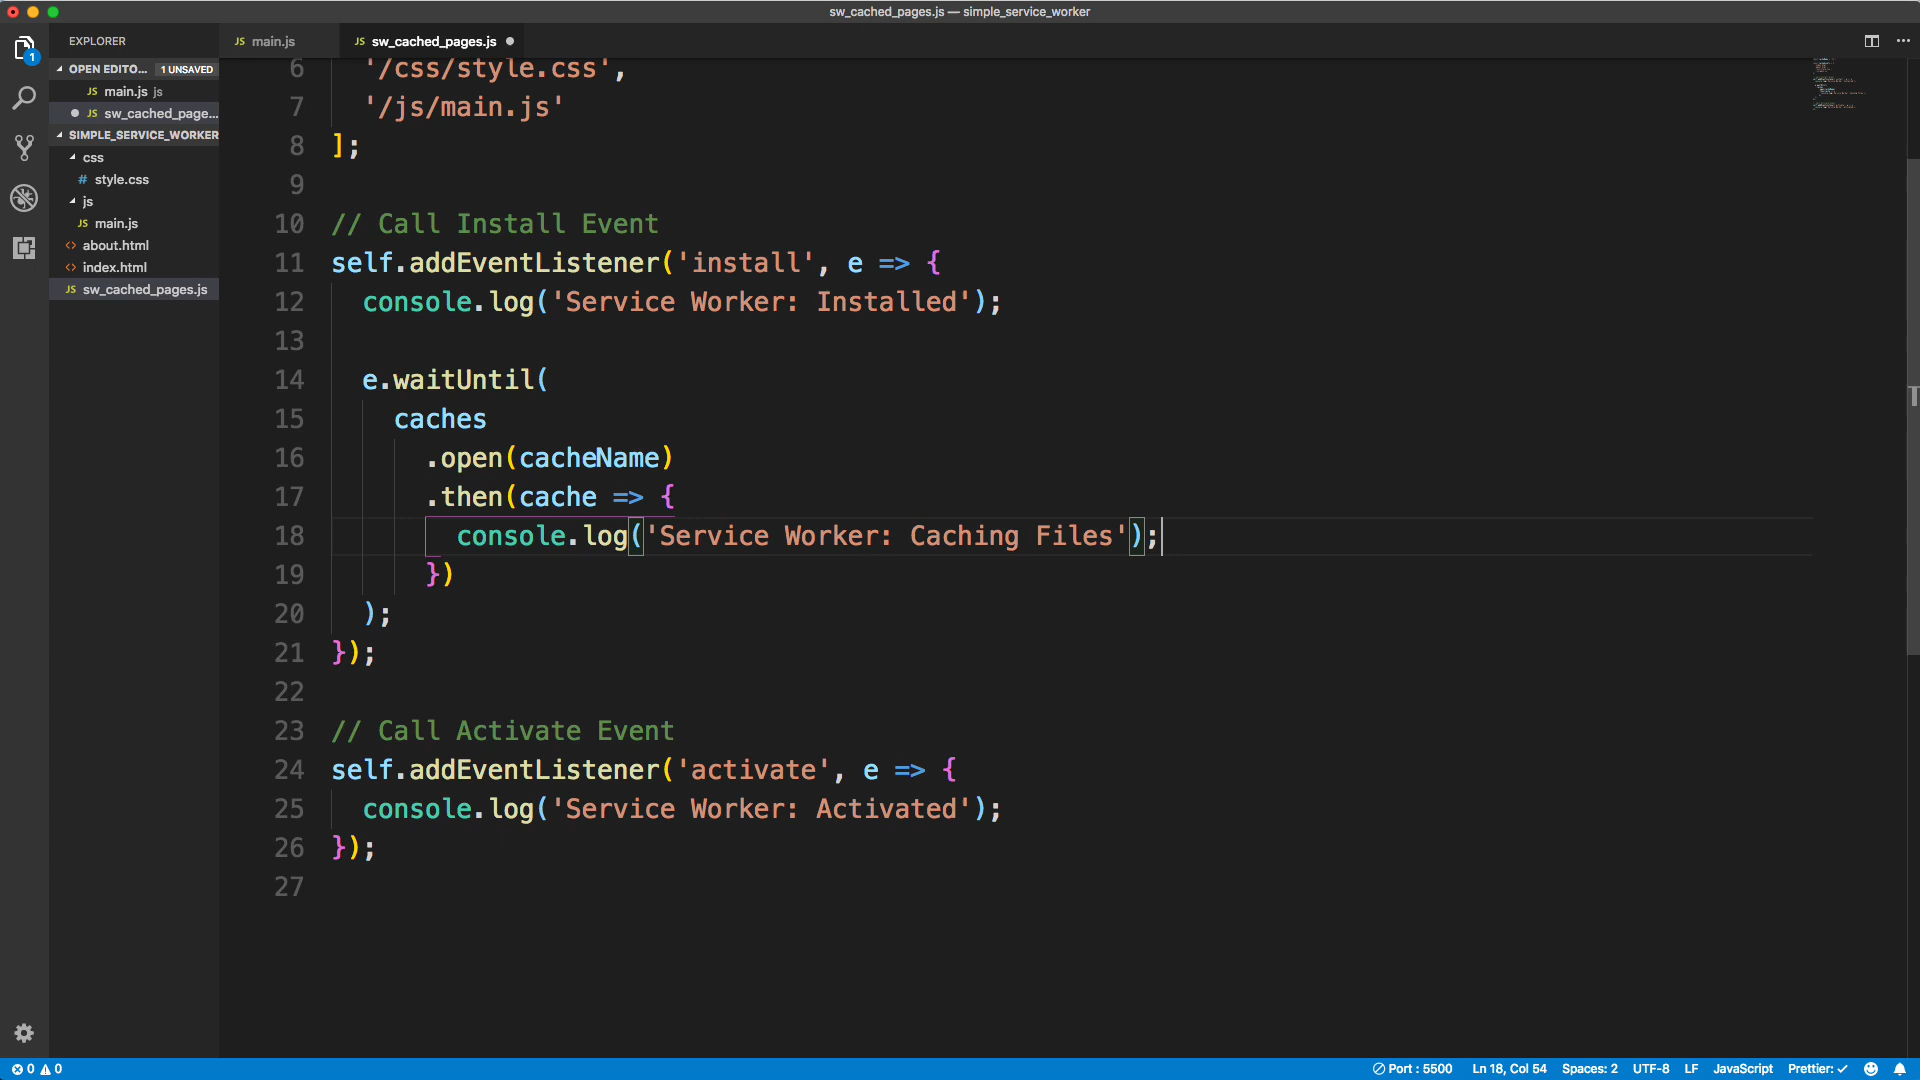 sw_cached_pages.js — simple_service_worker
EXPLORER
JS main.js
JS sw_cached_pages.js
OPEN EDITO... 1 UNSAVED
JS main.js js
JS sw_cached_page...
SIMPLE_SERVICE_WORKER
css
# style.css
js
JS main.js
<> about.html
<> index.html
JS sw_cached_pages.js
1
6 '/css/style.css',
7 '/js/main.js'
8 ];
9
10 // Call Install Event
11 self.addEventListener('install', e => {
12 console.log('Service Worker: Installed');
13
14 e.waitUntil(
15 caches
16 .open(cacheName)
17 .then(cache => {
18 console.log('Service Worker: Caching Files');
19 })
20 );
21 });
22
23 // Call Activate Event
24 self.addEventListener('activate', e => {
25 console.log('Service Worker: Activated');
26 });
27
0 0 Port : 5500 Ln 18, Col 54 Spaces: 2 UTF-8 LF JavaScript Prettier: ✓